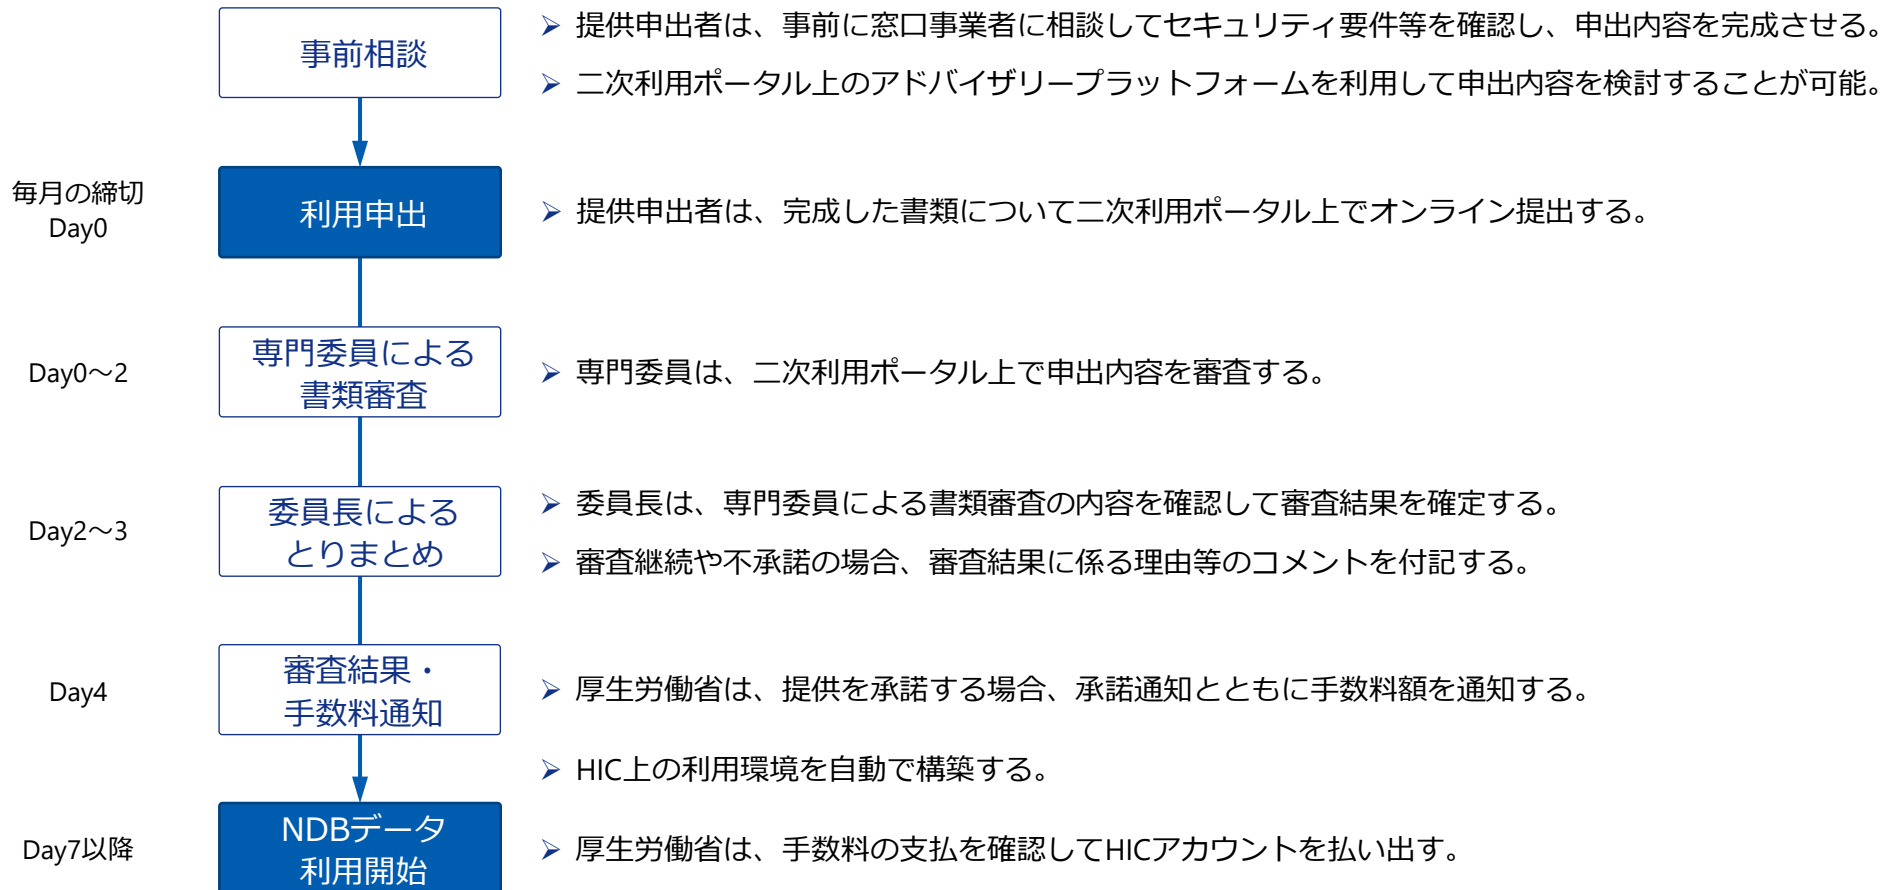 事前相談
➢ 提供申出者は、事前に窓口事業者に相談してセキュリティ要件等を確認し、申出内容を完成させる。
➢ 二次利用ポータル上のアドバイザリープラットフォームを利用して申出内容を検討することが可能。
毎月の締切
Day0
利用申出
➢ 提供申出者は、完成した書類について二次利用ポータル上でオンライン提出する。
Day0～2
専門委員による
書類審査
➢ 専門委員は、二次利用ポータル上で申出内容を審査する。
Day2～3
委員長による
とりまとめ
➢ 委員長は、専門委員による書類審査の内容を確認して審査結果を確定する。
➢ 審査継続や不承諾の場合、審査結果に係る理由等のコメントを付記する。
Day4
審査結果・
手数料通知
➢ 厚生労働省は、提供を承諾する場合、承諾通知とともに手数料額を通知する。
➢ HIC上の利用環境を自動で構築する。
Day7以降
NDBデータ
利用開始
➢ 厚生労働省は、手数料の支払を確認してHICアカウントを払い出す。